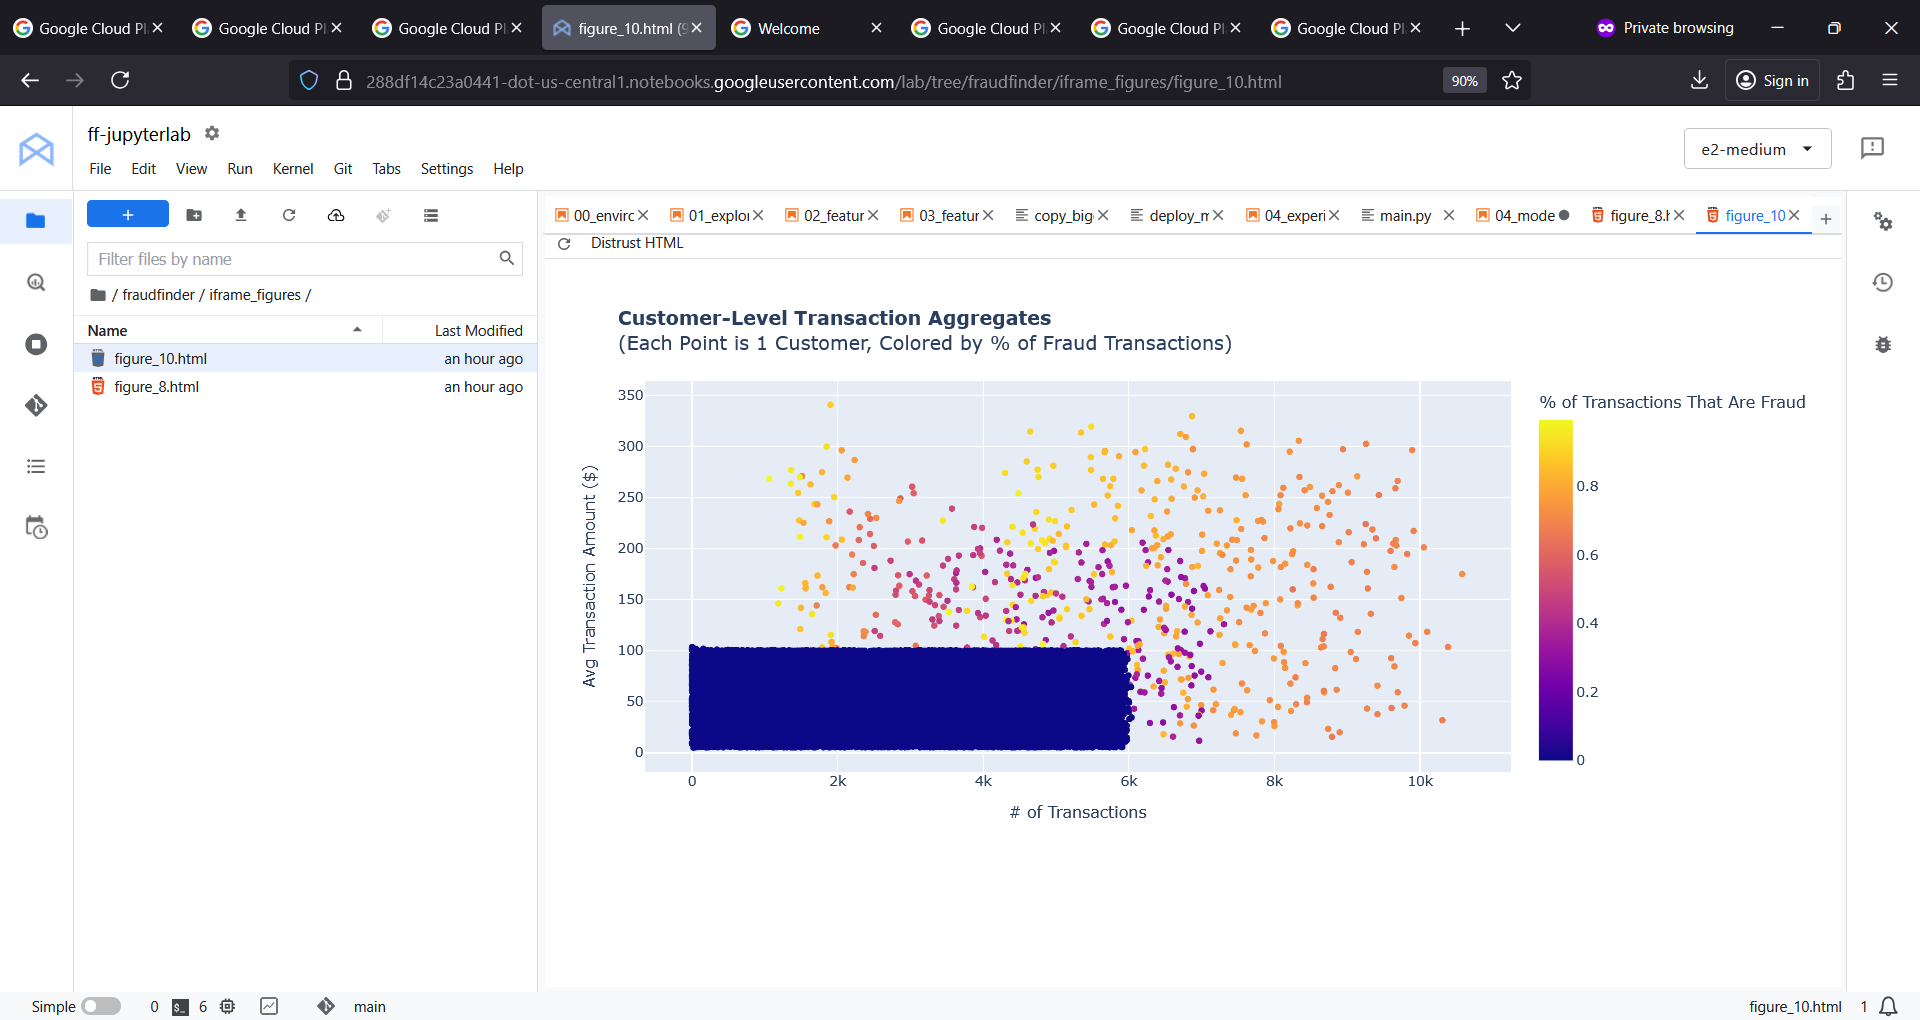 Google Cloud Pl
Google Cloud Pl
Google Cloud Pl
figure_10.html (9
Welcome
Google Cloud Pl
Google Cloud Pl
Google Cloud Pl
Private browsing
288df14c23a0441-dot-us-central1.notebooks.googleusercontent.com/lab/tree/fraudfinder/iframe_figures/figure_10.html
90%
Sign in
ff-jupyterlab
File Edit View Run Kernel Git Tabs Settings Help
e2-medium
00_envirc
01_explo
02_featur
03_featur
copy_big
deploy_n
04_experi
main.py
04_mode
figure_8.h
figure_10
Distrust HTML
Filter files by name
/ fraudfinder / iframe_figures /
Name Last Modified
figure_10.html an hour ago
figure_8.html an hour ago
Customer-Level Transaction Aggregates
(Each Point is 1 Customer, Colored by % of Fraud Transactions)
Avg Transaction Amount ($)
350
300
250
200
150
100
50
0
0 2k 4k 6k 8k 10k
# of Transactions
% of Transactions That Are Fraud
0.8
0.6
0.4
0.2
0
Simple 0 $_ 6 main
figure_10.html 1